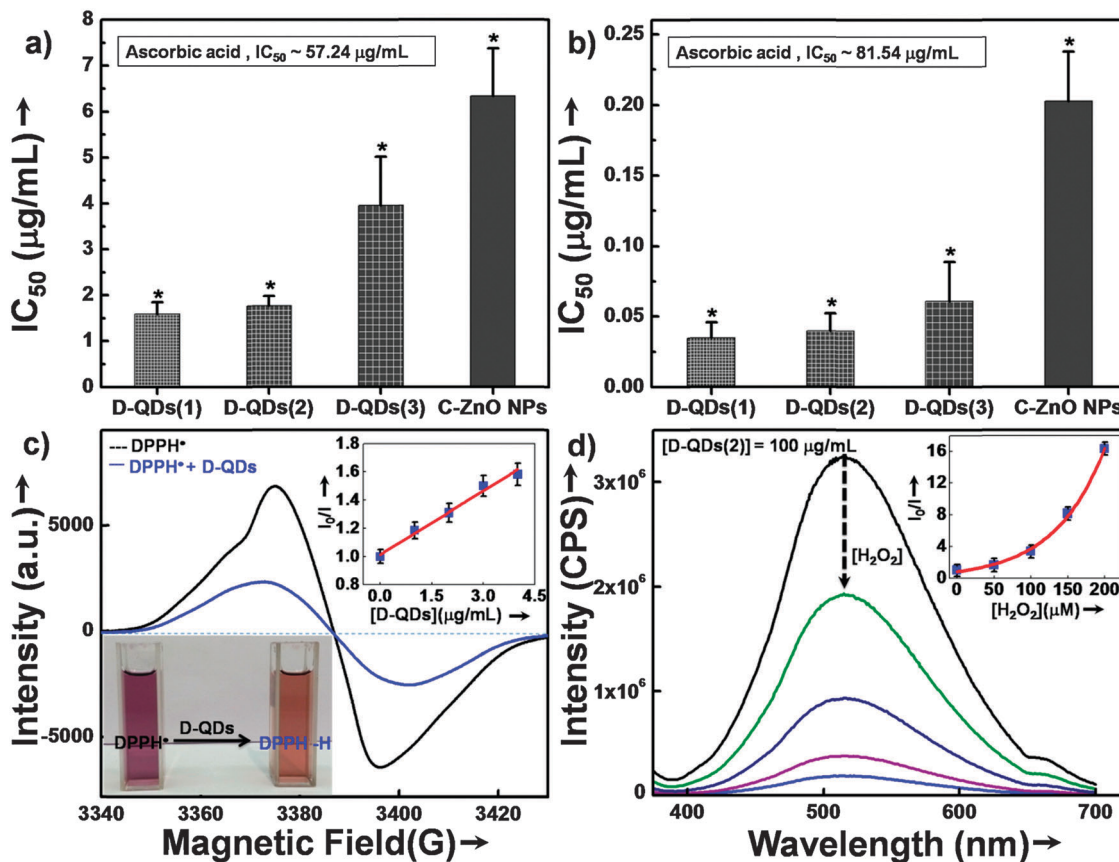 a)
Ascorbic acid , IC50 ~ 57.24 μg/mL
IC50 (μg/mL) →
8
7
6
5
4
3
2
1
0
*
*
*
*
D-QDs(1) D-QDs(2) D-QDs(3) C-ZnO NPs
b)
Ascorbic acid , IC50 ~ 81.54 μg/mL
IC50 (μg/mL) →
0.25
0.20
0.15
0.10
0.05
0.00
*
*
*
*
D-QDs(1) D-QDs(2) D-QDs(3) C-ZnO NPs
c)
--- DPPH•
— DPPH• + D-QDs
Intensity (a.u.) →
5000
0
-5000
I0/I →
1.8
1.6
1.4
1.2
1.0
0.8
0.0 1.5 3.0 4.5
[D-QDs](μg/mL) →
D-QDs
DPPH• DPPH -H
3340 3360 3380 3400 3420
Magnetic Field(G) →
d)
[D-QDs(2)] = 100 μg/mL
Intensity (CPS) →
3x10⁶
2x10⁶
1x10⁶
0
[H2O2]
I0/I →
16
12
8
4
0
0 50 100 150 200
[H2O2](μM) →
400 500 600 700
Wavelength (nm) →